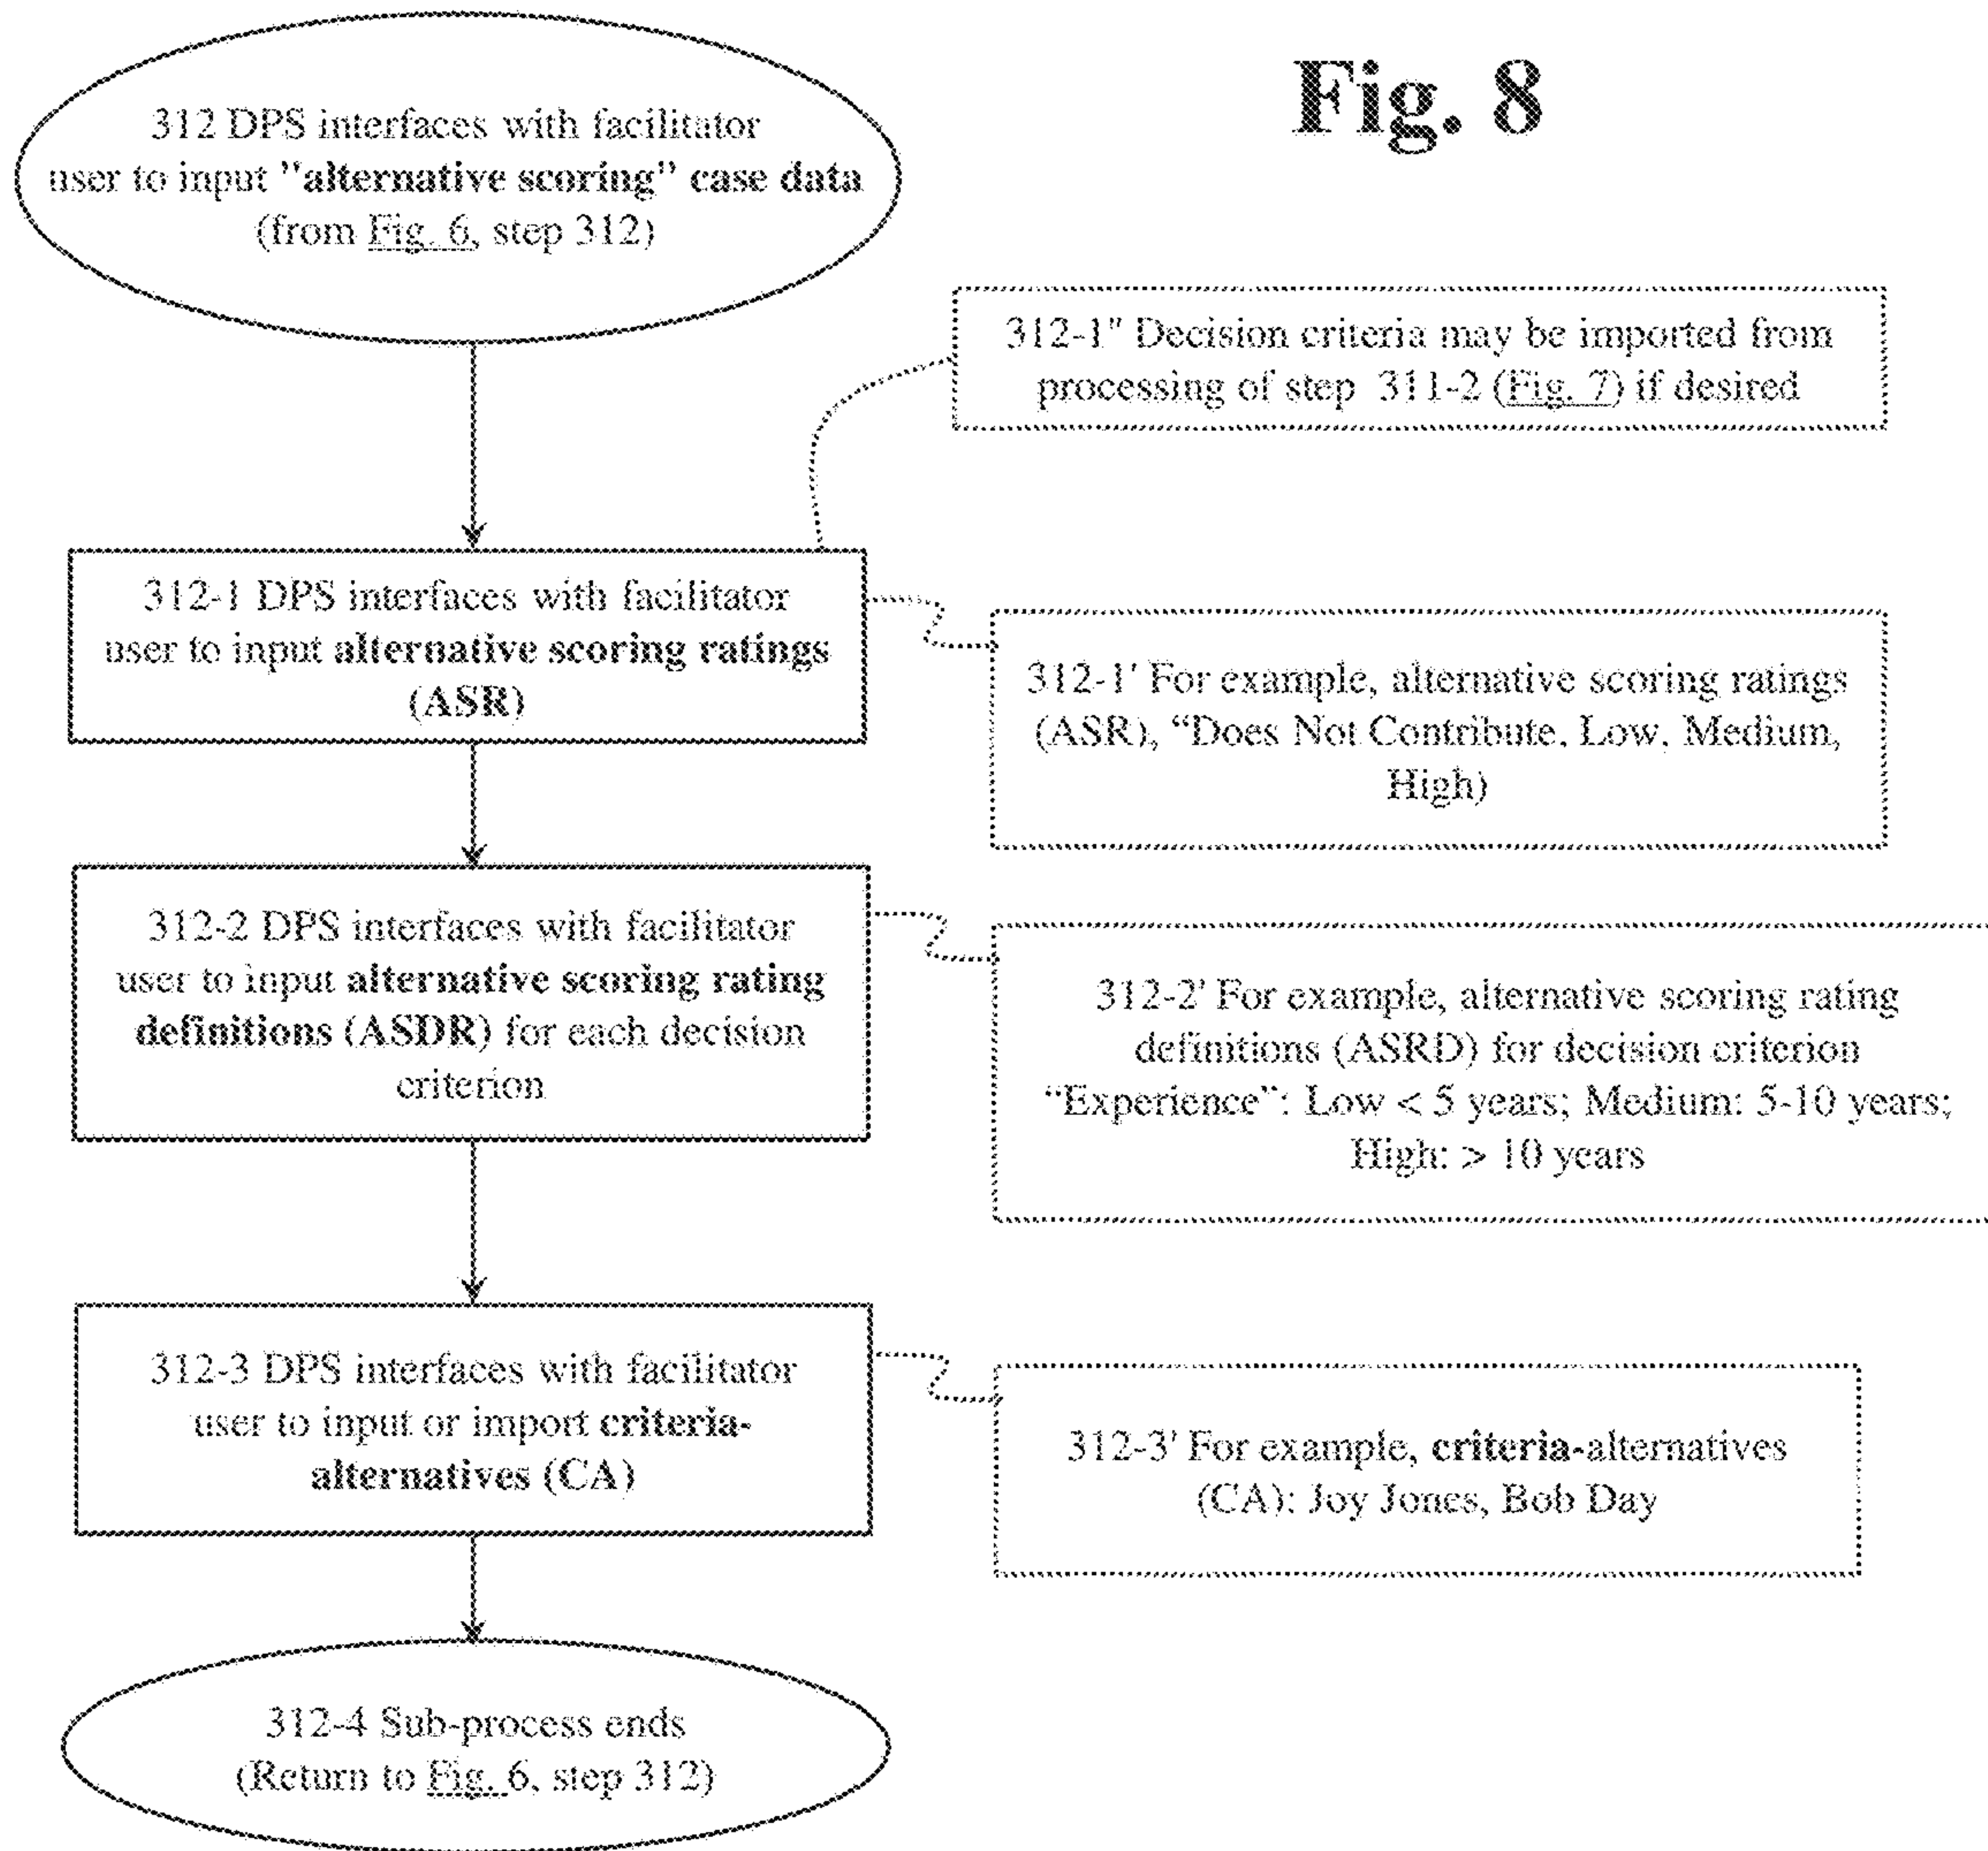 Fig. 8
312 DPS interfaces with facilitator
user to input "alternative scoring" case data
(from Fig. 6, step 312)
312-1" Decision criteria may be imported from
processing of step 311-2 (Fig. 7) if desired
312-1 DPS interfaces with facilitator
user to input alternative scoring ratings
(ASR)
312-1' For example, alternative scoring ratings
(ASR), “Does Not Contribute, Low, Medium,
High)
312-2 DPS interfaces with facilitator
user to input alternative scoring rating
definitions (ASDR) for each decision
criterion
312-2' For example, alternative scoring rating
definitions (ASRD) for decision criterion
“Experience”: Low < 5 years; Medium: 5-10 years;
High: > 10 years
312-3 DPS interfaces with facilitator
user to input or import criteria-
alternatives (CA)
312-3' For example, criteria-alternatives
(CA): Joy Jones, Bob Day
312-4 Sub-process ends
(Return to Fig. 6, step 312)